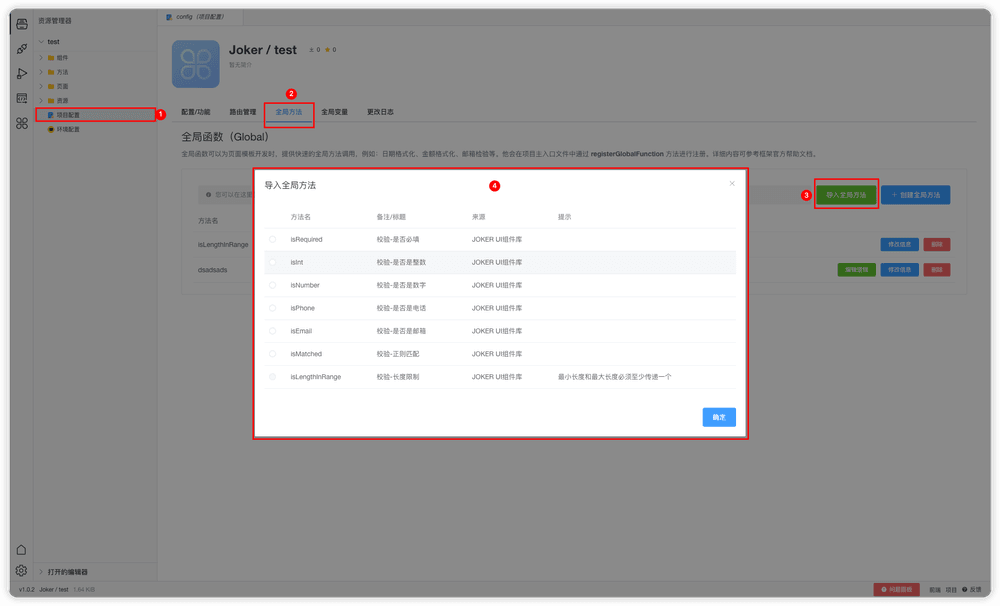 资源管理器
config（项目配置）
test
组件
方法
页面
资源
项目配置
1
环境配置
Joker / test
0
0
暂无简介
2
配置/功能
路由管理
全局方法
全局变量
更改日志
全局函数（Global）
全局函数可以为页面模板开发时，提供快速的全局方法调用，例如：日期格式化、金额格式化、邮箱检验等。他会在项目主入口文件中通过 registerGlobalFunction 方法进行注册。详细内容可参考框架官方帮助文档。
您可以在这里
3
导入全局方法
+ 创建全局方法
方法名
isLengthInRange
修改信息
删除
dsadsads
编辑逻辑
修改信息
删除
导入全局方法
4
×
方法名 备注/标题 来源 提示
isRequired 校验-是否必填 JOKER UI组件库
isInt 校验-是否是整数 JOKER UI组件库
isNumber 校验-是否是数字 JOKER UI组件库
isPhone 校验-是否是电话 JOKER UI组件库
isEmail 校验-是否是邮箱 JOKER UI组件库
isMatched 校验-正则匹配 JOKER UI组件库
isLengthInRange 校验-长度限制 JOKER UI组件库 最小长度和最大长度必须至少传递一个
确定
打开的编辑器
v1.0.2 Joker / test 1.84 KB
前端 项目 反馈